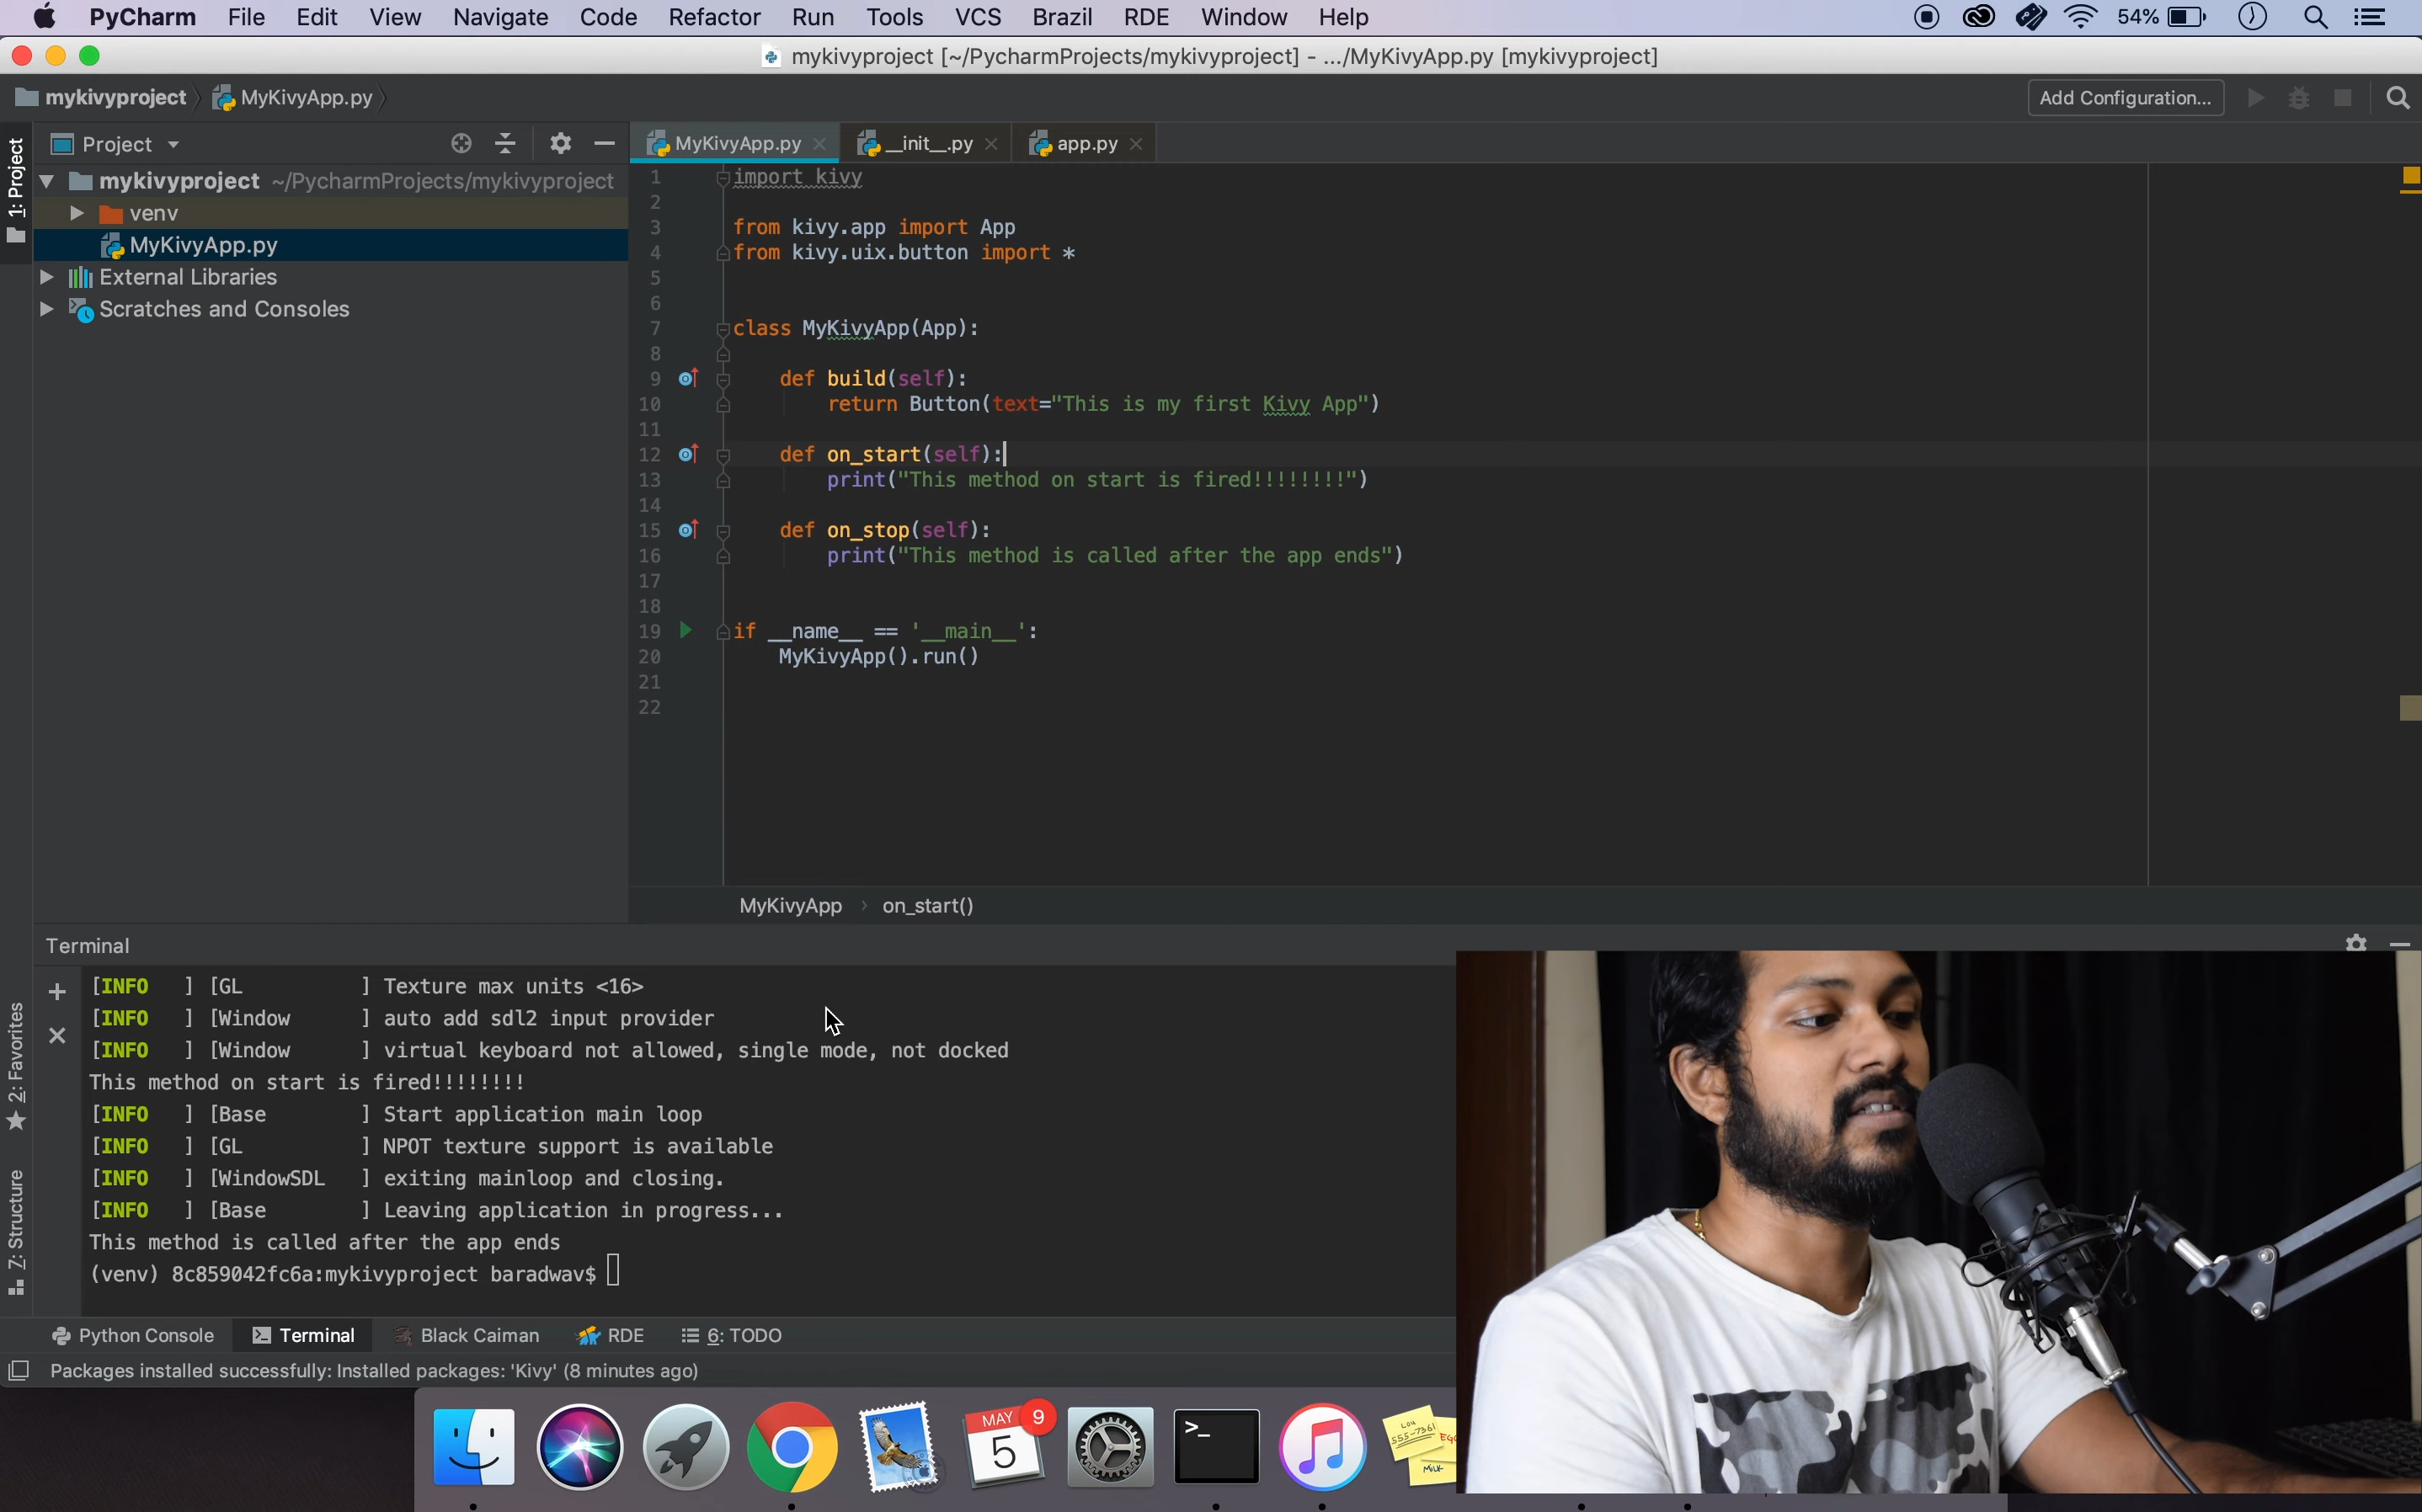 PyCharm File Edit View Navigate Code Refactor Run Tools VCS Brazil RDE Window Help 54%
mykivyproject [~/PycharmProjects/mykivyproject] - .../MyKivyApp.py [mykivyproject]
mykivyproject MyKivyApp.py Add Configuration...
1: Project
Project
MyKivyApp.py __init__.py app.py
mykivyproject ~/PycharmProjects/mykivyproject
venv
MyKivyApp.py
External Libraries
Scratches and Consoles
1 import kivy
2
3 from kivy.app import App
4 from kivy.uix.button import *
5
6
7 class MyKivyApp(App):
8
9 def build(self):
10 return Button(text="This is my first Kivy App")
11
12 def on_start(self):
13 print("This method on start is fired!!!!!!!!")
14
15 def on_stop(self):
16 print("This method is called after the app ends")
17
18
19 if __name__ == '__main__':
20 MyKivyApp().run()
21
22
MyKivyApp › on_start()
Terminal
[INFO   ] [GL          ] Texture max units <16>
[INFO   ] [Window      ] auto add sdl2 input provider
[INFO   ] [Window      ] virtual keyboard not allowed, single mode, not docked
This method on start is fired!!!!!!!!
[INFO   ] [Base        ] Start application main loop
[INFO   ] [GL          ] NPOT texture support is available
[INFO   ] [WindowSDL   ] exiting mainloop and closing.
[INFO   ] [Base        ] Leaving application in progress...
This method is called after the app ends
(venv) 8c859042fc6a:mykivyproject baradwav$
2: Favorites
7: Structure
Python Console Terminal Black Caiman RDE 6: TODO
Packages installed successfully: Installed packages: 'Kivy' (8 minutes ago)
MAY 9
5
>_
LOU
555-7361
MILK